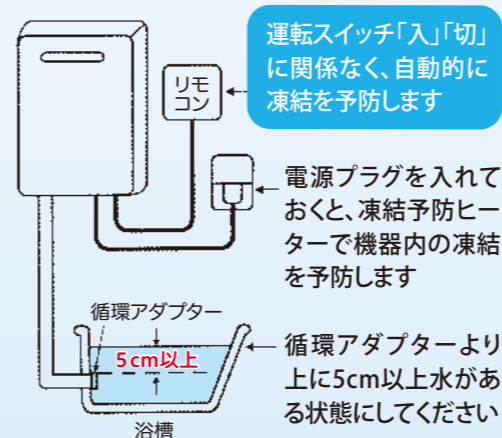 運転スイッチ「入」「切」
に関係なく、自動的に
凍結を予防します
リモ
コン
電源プラグを入れて
おくと、凍結予防ヒー
ターで機器内の凍結
を予防します
循環アダプター
5cm以上
循環アダプターより
上に5cm以上水があ
る状態にしてください
浴槽